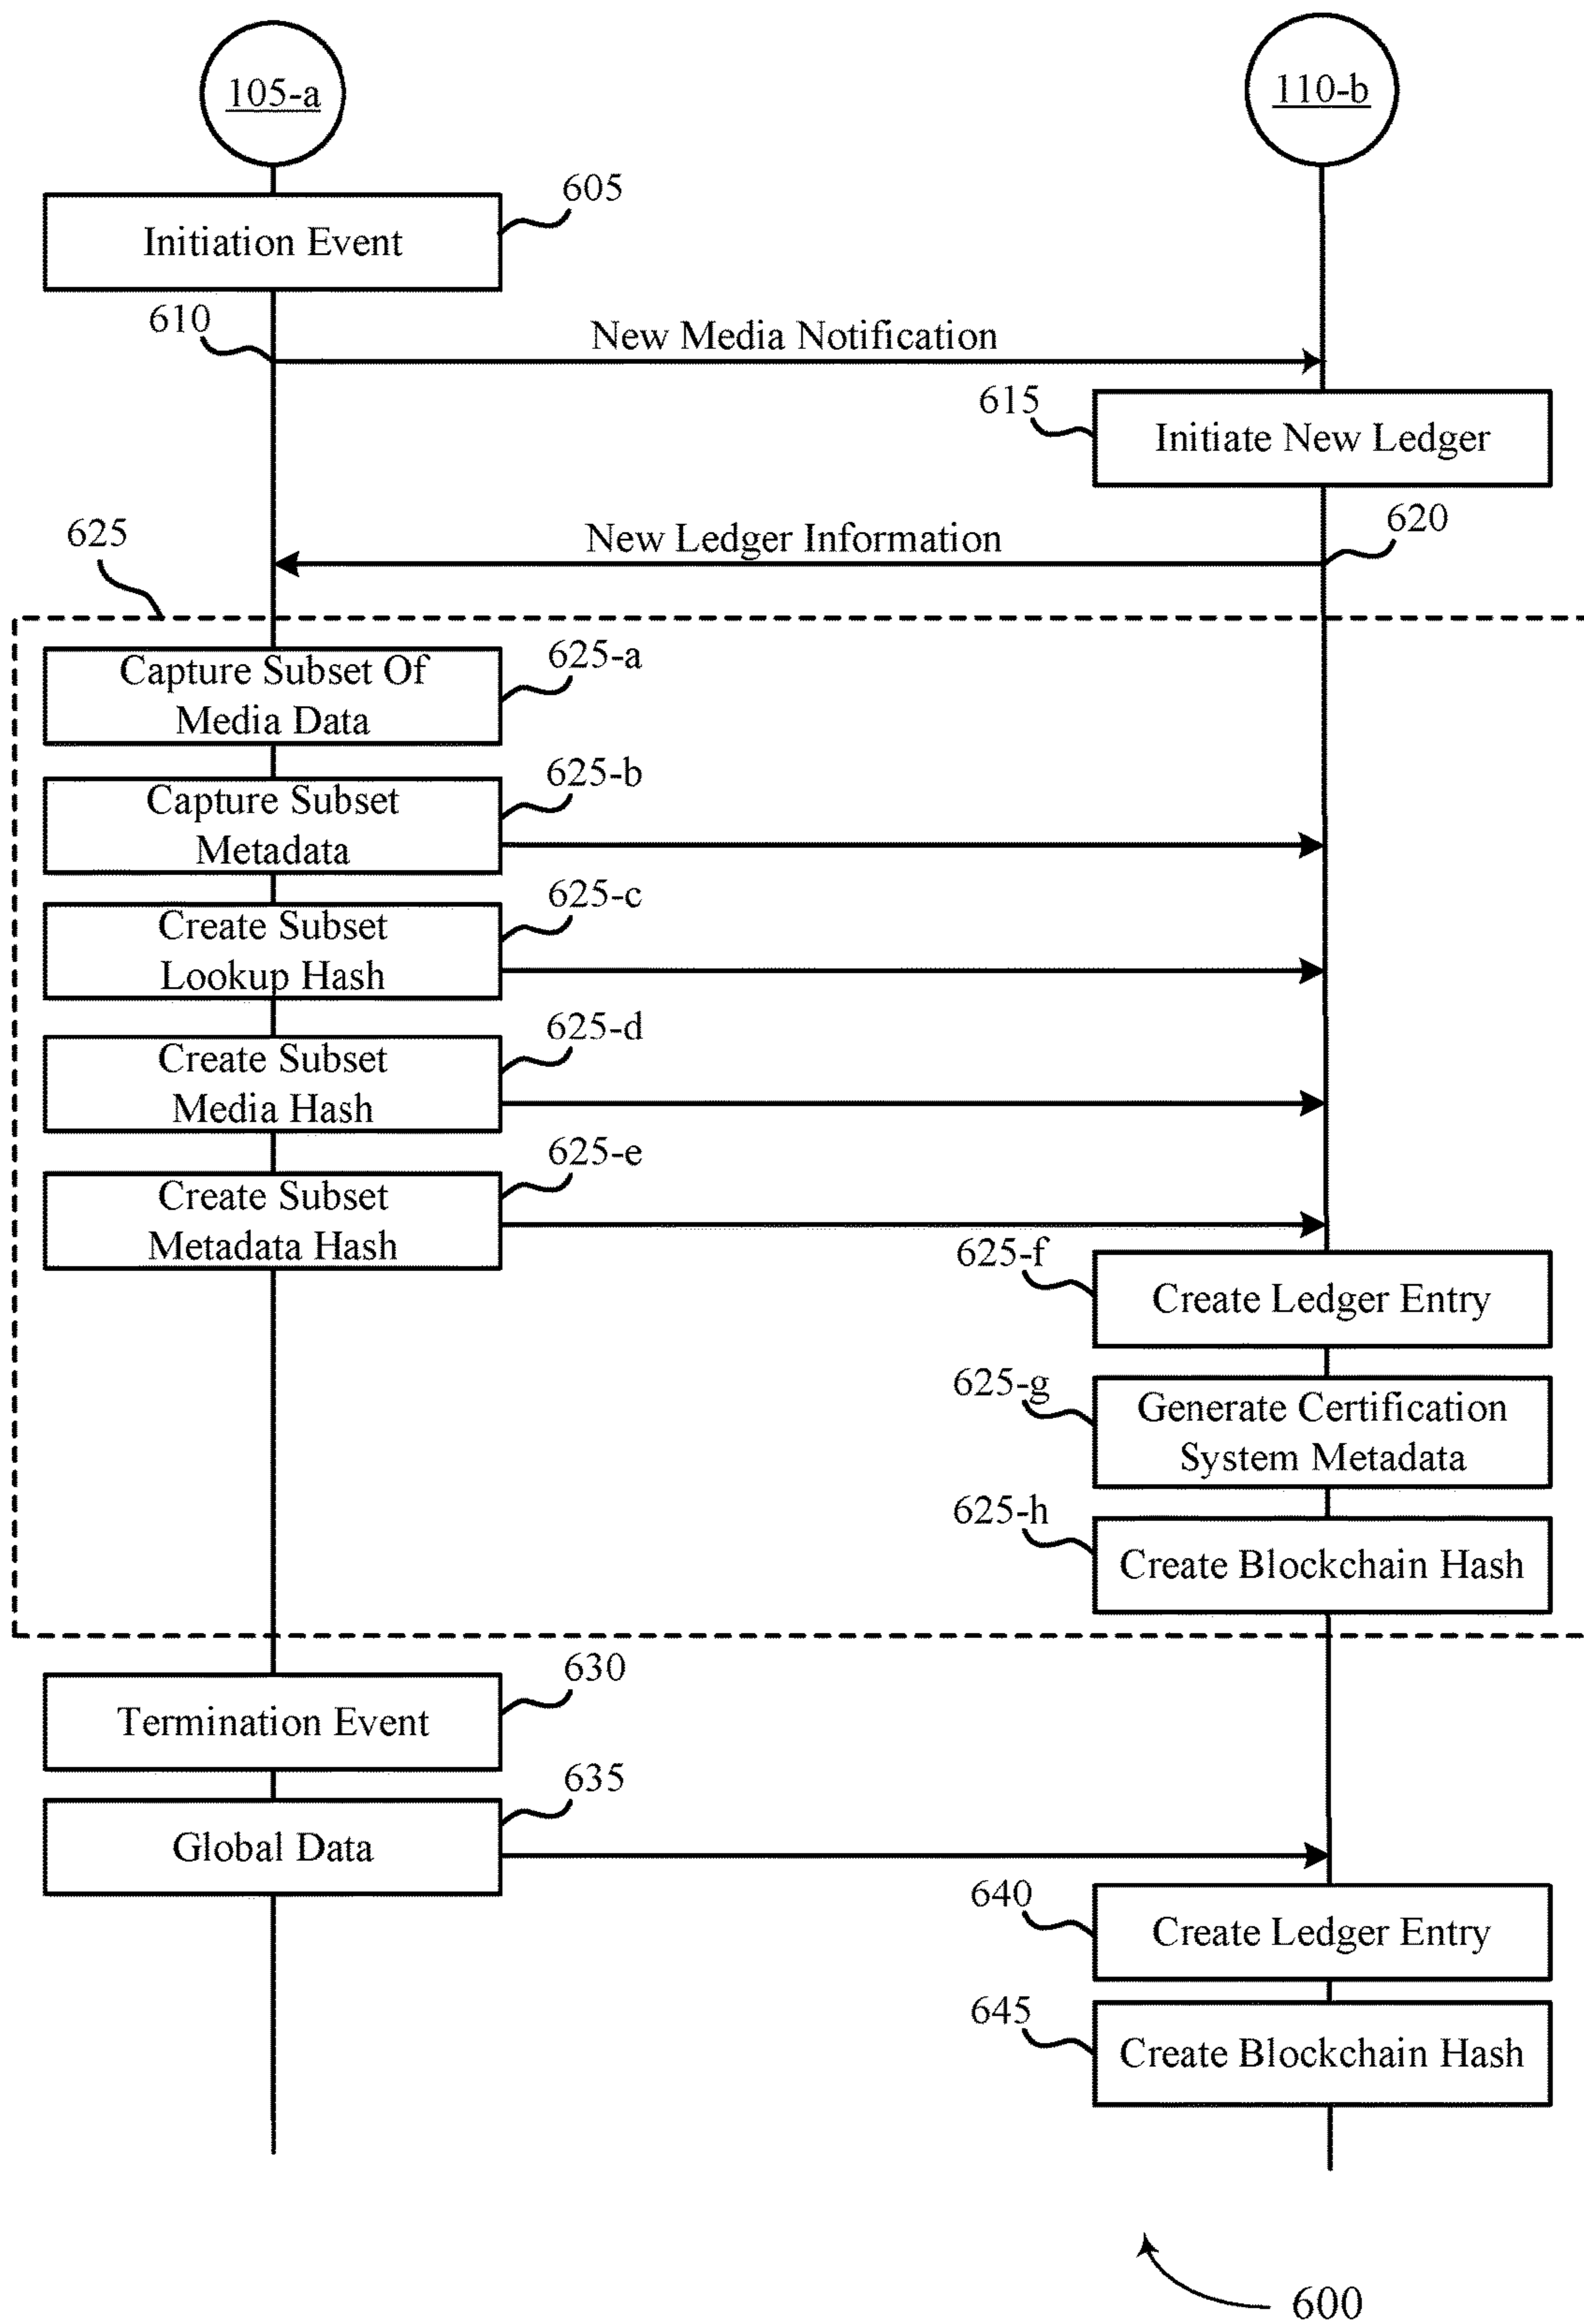 105-a
110-b
605
Initiation Event
610
New Media Notification
615
Initiate New Ledger
620
New Ledger Information
625
625-a
Capture Subset Of
Media Data
625-b
Capture Subset
Metadata
625-c
Create Subset
Lookup Hash
625-d
Create Subset
Media Hash
625-e
Create Subset
Metadata Hash
625-f
Create Ledger Entry
625-g
Generate Certification
System Metadata
625-h
Create Blockchain Hash
630
Termination Event
635
Global Data
640
Create Ledger Entry
645
Create Blockchain Hash
600